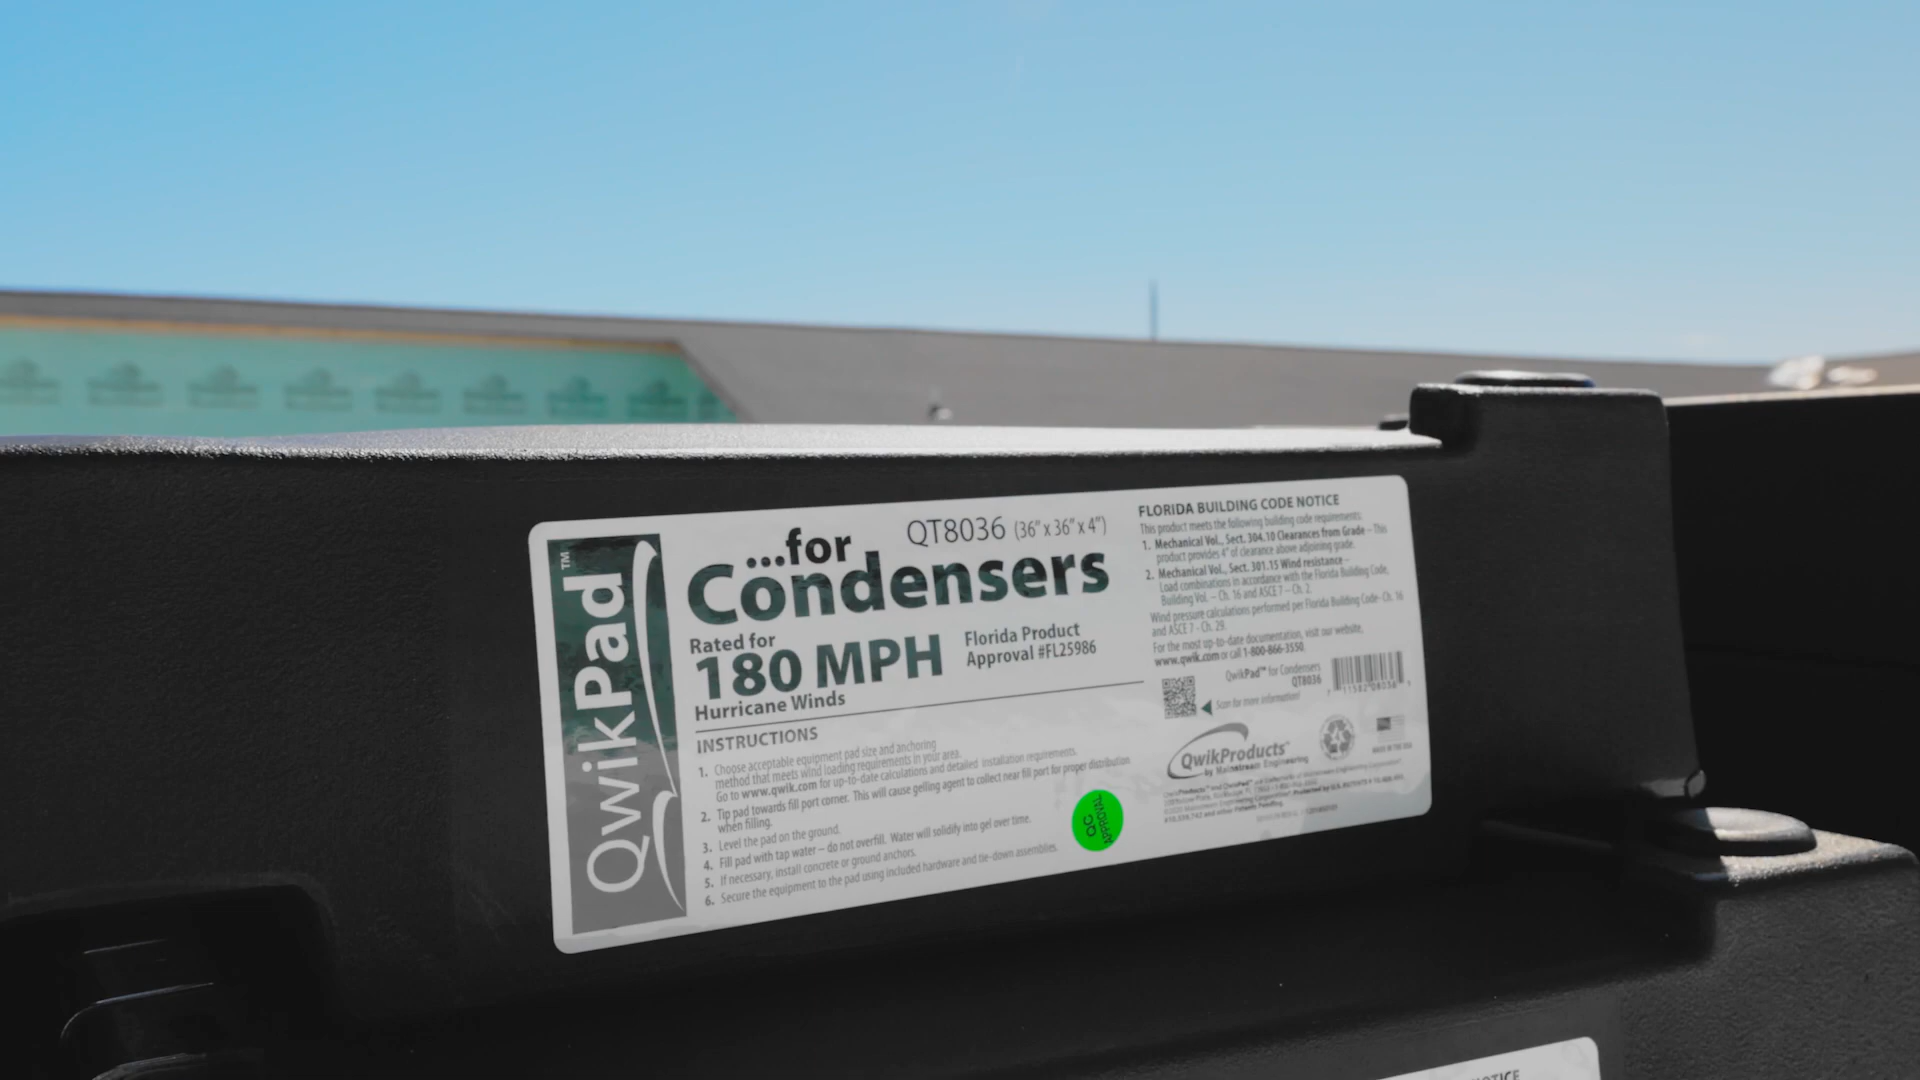 QwikPad™
...for
Condensers
QT8036 (36" x 36" x 4")
Rated for
180 MPH
Hurricane Winds
Florida Product
Approval #FL25986
INSTRUCTIONS
1. Choose acceptable equipment pad size and anchoring
method that meets wind loading requirements in your area.
Go to www.qwik.com for up-to-date calculations and detailed installation requirements.
2. Tip pad towards fill port corner. This will cause gelling agent to collect near fill port for proper distribution
when filling.
3. Level the pad on the ground.
4. Fill pad with tap water – do not overfill. Water will solidify into gel over time.
5. If necessary, install concrete or ground anchors.
6. Secure the equipment to the pad using included hardware and tie-down assemblies.
QC
APPROVAL
FLORIDA BUILDING CODE NOTICE
This product meets the following building code requirements:
1. Mechanical Vol., Sect. 304.10 Clearances from Grade – This
product provides 4" of clearance above adjoining grade.
2. Mechanical Vol., Sect. 301.15 Wind resistance –
Load combinations in accordance with the Florida Building Code,
Building Vol. – Ch. 16 and ASCE 7 – Ch. 2.
Wind pressure calculations performed per Florida Building Code- Ch. 16
and ASCE 7 - Ch. 29.
For the most up-to-date documentation, visit our website,
www.qwik.com or call 1-800-866-3550.
QwikPad™ for Condensers
QT8036
Scan for more information!
QwikProducts™
by Mainstream Engineering
MADE IN THE USA